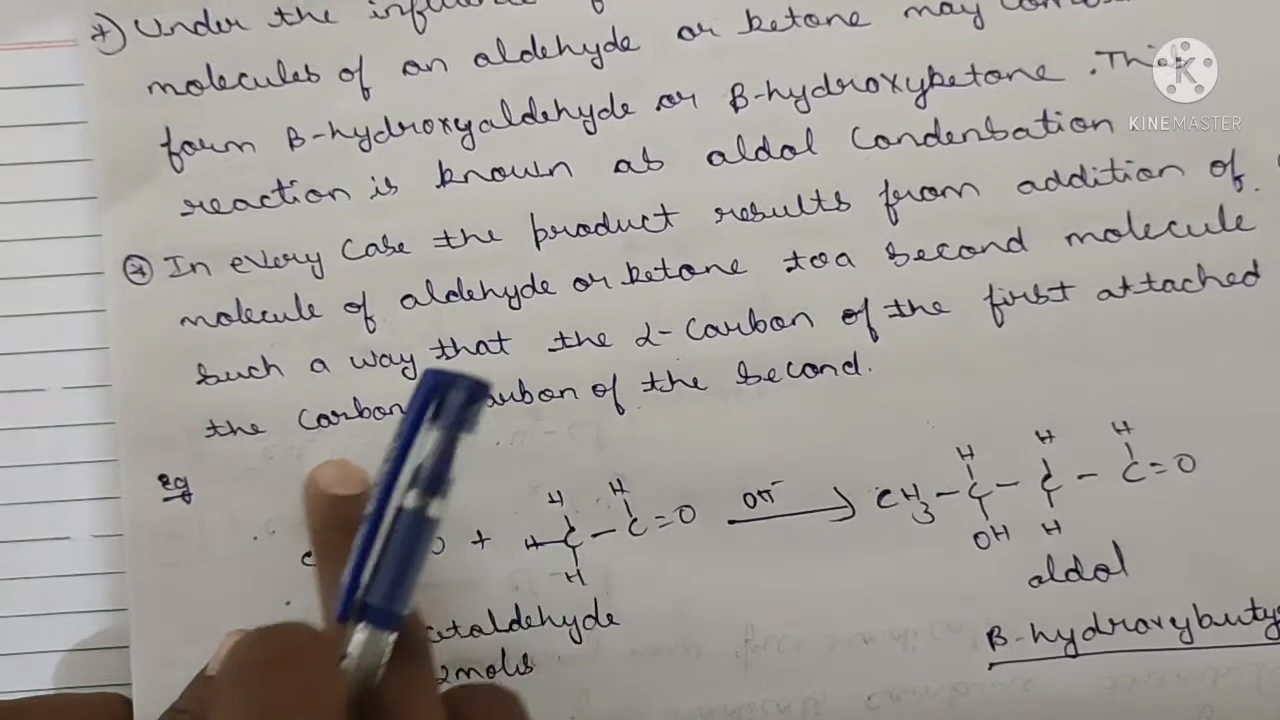 *) Under the
molecules of an aldehyde or ketone may
form β-hydroxyaldehyde or β-hydroxyketone. This
reaction is known as aldol condensation
* In every case the product results from addition of
molecule of aldehyde or ketone to a second molecule
such a way that the α-carbon of the first attached
the carbon of the second.
eg
+ H H H H C - C = O OH⁻ CH₃ - C - C - C = O H H H OH H
aldol
2 mols
β-hydroxybuty
K
KINEMASTER